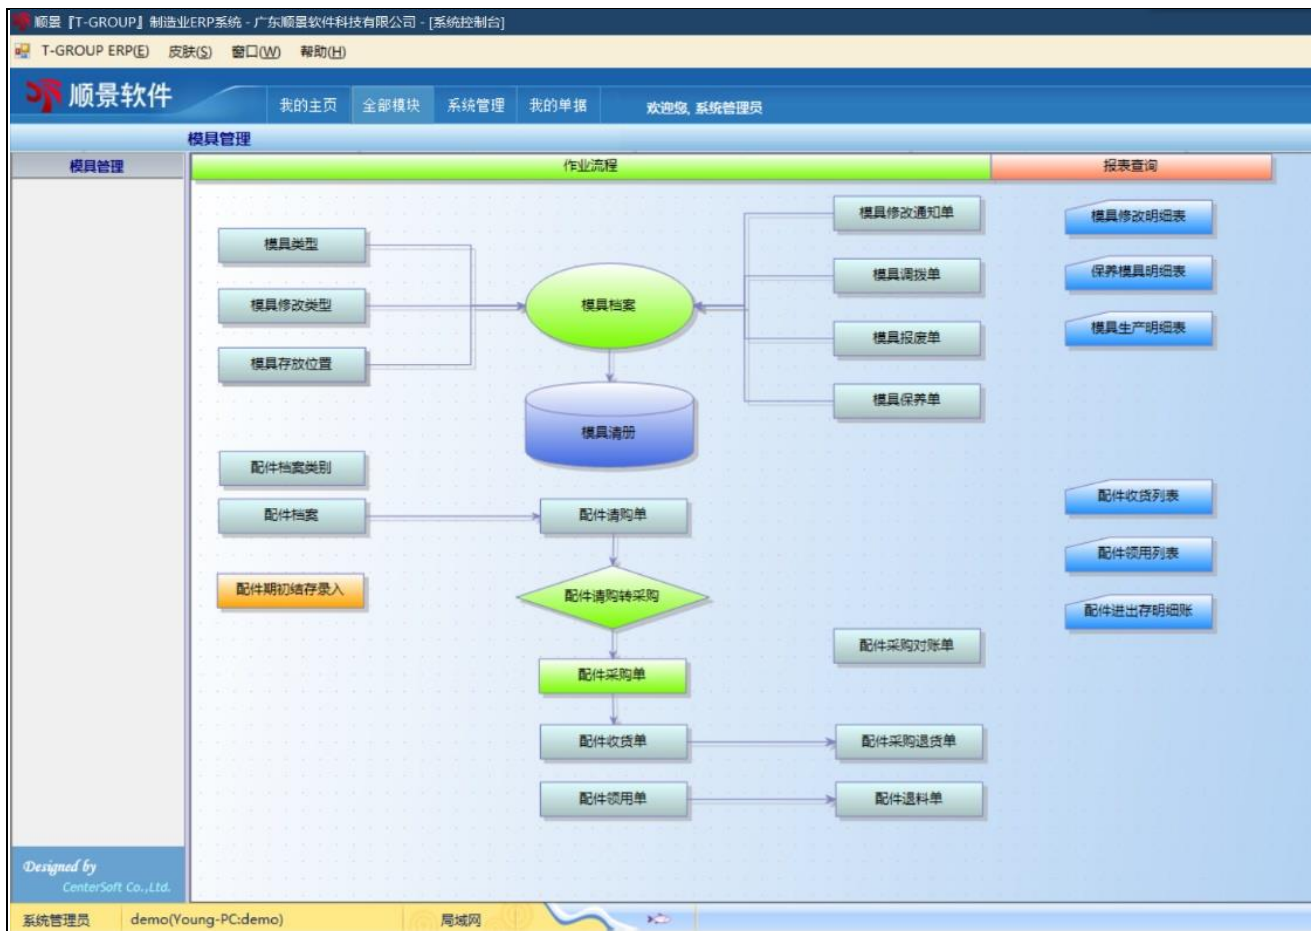 顺景『T-GROUP』制造业ERP系统 - 广东顺景软件科技有限公司 - [系统控制台]
T-GROUP ERP(E) 皮肤(S) 窗口(W) 帮助(H)
顺景软件
我的主页 全部模块 系统管理 我的单据 欢迎您, 系统管理员
模具管理
模具管理 作业流程 报表查询
模具修改通知单 模具修改明细表
模具类型
模具调拨单 保养模具明细表
模具修改类型 模具档案
模具报废单 模具生产明细表
模具存放位置
模具保养单
模具清册
配件档案类别
配件收货列表
配件档案 配件请购单
配件领用列表
配件期初结存录入 配件请购转采购
配件进出存明细账
配件采购对账单
配件采购单
配件收货单 配件采购退货单
配件领用单 配件退料单
Designed by
CenterSoft Co.,Ltd.
系统管理员 demo(Young-PC:demo) 局域网